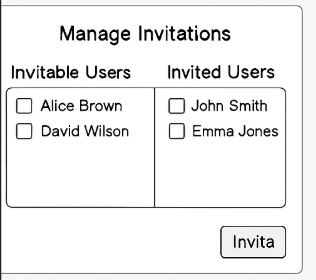 Manage Invitations
Invitable Users
Invited Users
Alice Brown
John Smith
David Wilson
Emma Jones
Invita